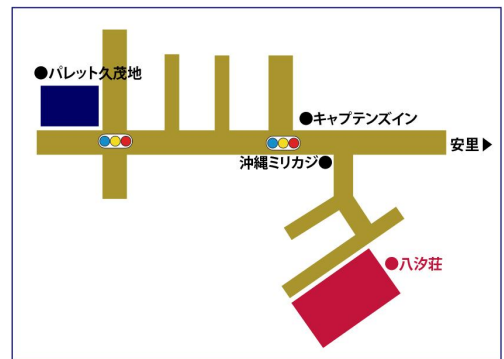 ●パレット久茂地
●キャプテンズイン
安里▶
沖縄ミリカジ●
●八汐荘